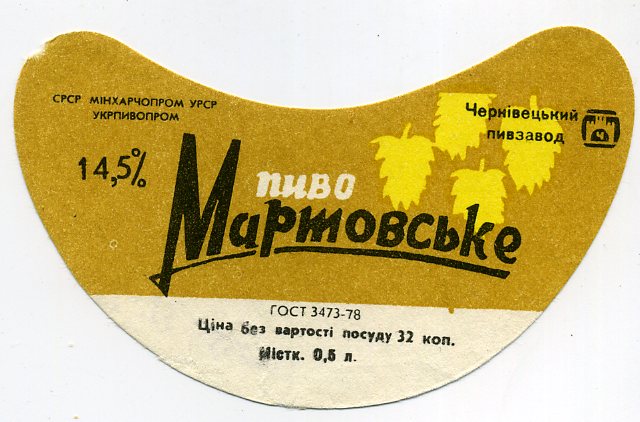 СРСР МІНХАРЧОПРОМ УРСР
УКРПИВОПРОМ
Чернівецький
пивзавод
Ч
14,5%
пиво
Мартовське
ГОСТ 3473-78
Ціна без вартості посуду 32 коп.
Містк. 0,5 л.